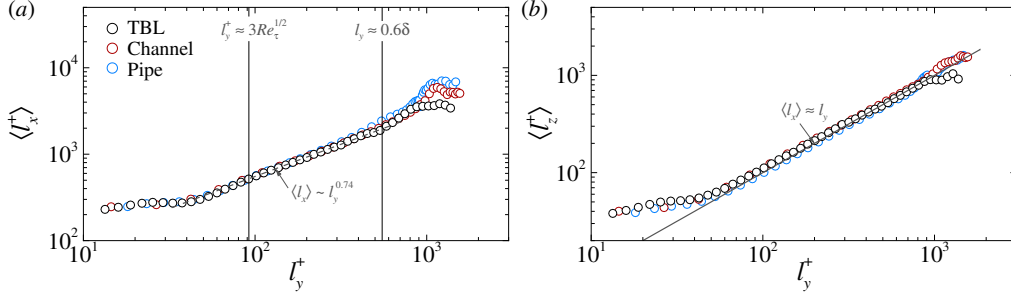 (a)
l_y^+ ≈ 3Re_τ^{1/2}
l_y ≈ 0.6δ
TBL
Channel
Pipe
10^4
10^3
10^2
⟨l_x^+⟩
⟨l_x⟩ ~ l_y^{0.74}
10^1
10^2
10^3
l_y^+
(b)
10^3
10^2
⟨l_z^+⟩
⟨l_x⟩ ≈ l_y
10^1
10^2
10^3
l_y^+